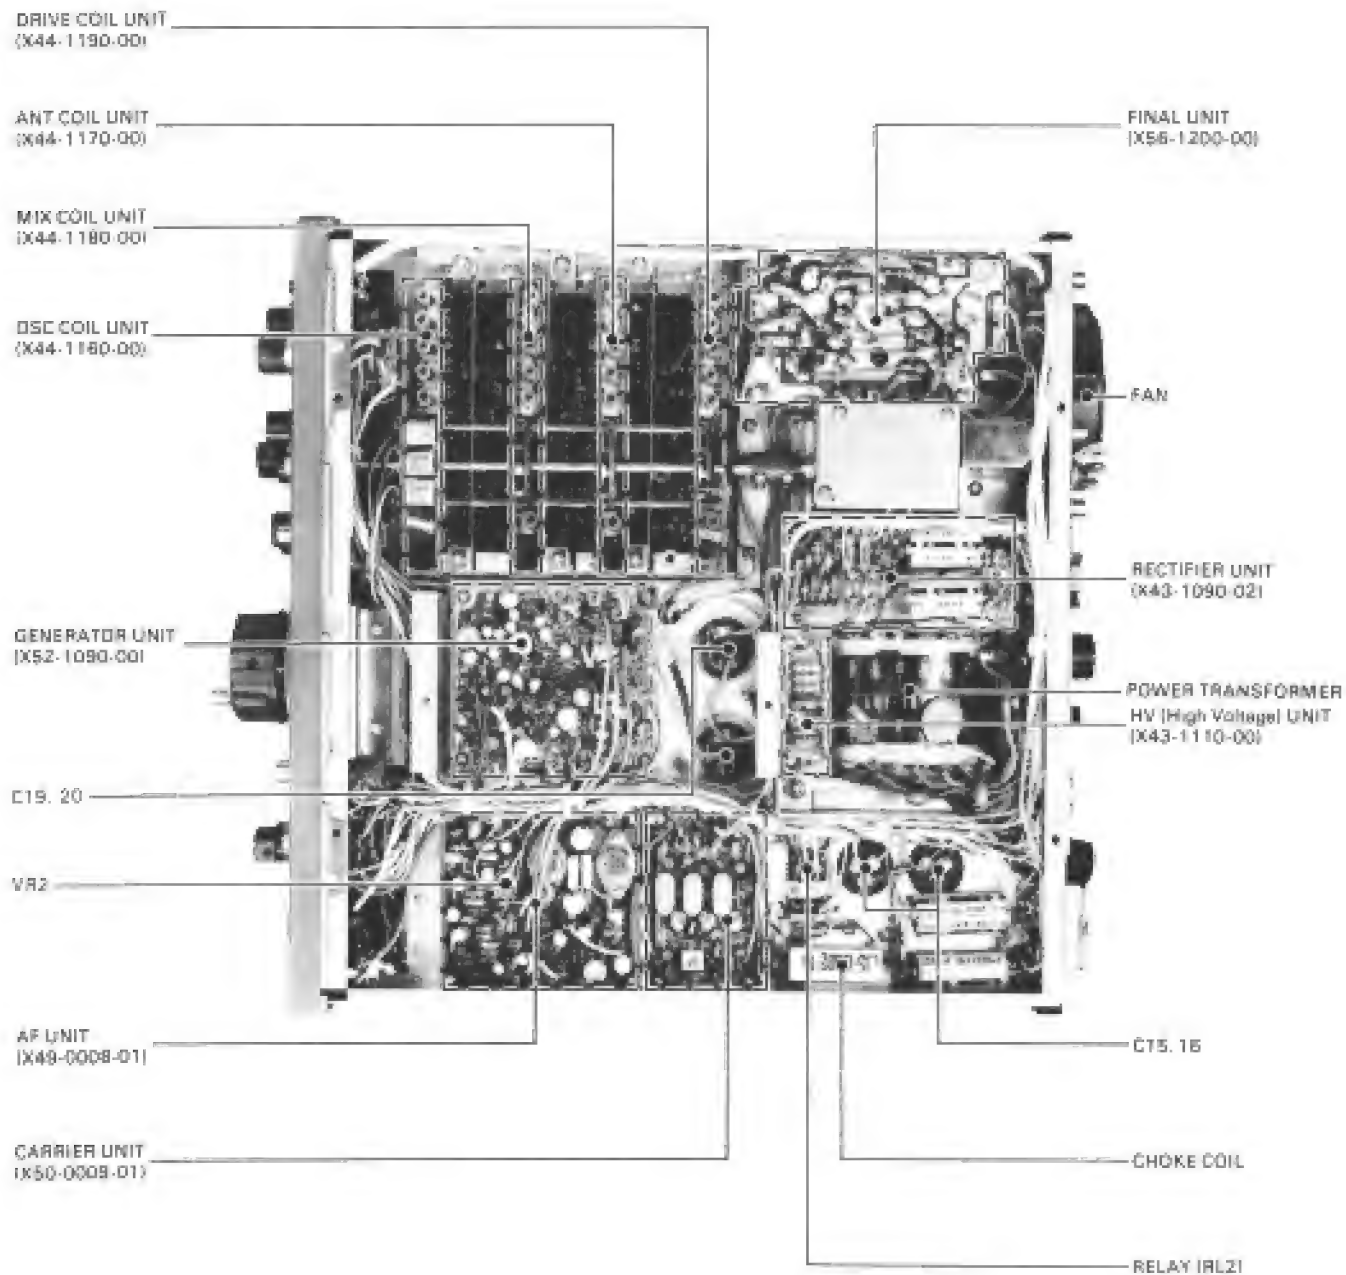 DRIVE COIL UNIT
(X44-1190-00)
ANT COIL UNIT
(X44-1170-00)
MIX COIL UNIT
(X44-1180-00)
OSC COIL UNIT
(X44-1160-00)
GENERATOR UNIT
(X52-1090-00)
C19, 20
VR2
AF UNIT
(X49-0008-01)
CARRIER UNIT
(X50-0009-01)
FINAL UNIT
(X56-1200-00)
FAN
RECTIFIER UNIT
(X43-1090-02)
POWER TRANSFORMER
HV (High Voltage) UNIT
(X43-1110-00)
C15, 16
CHOKE COIL
RELAY (RL2)